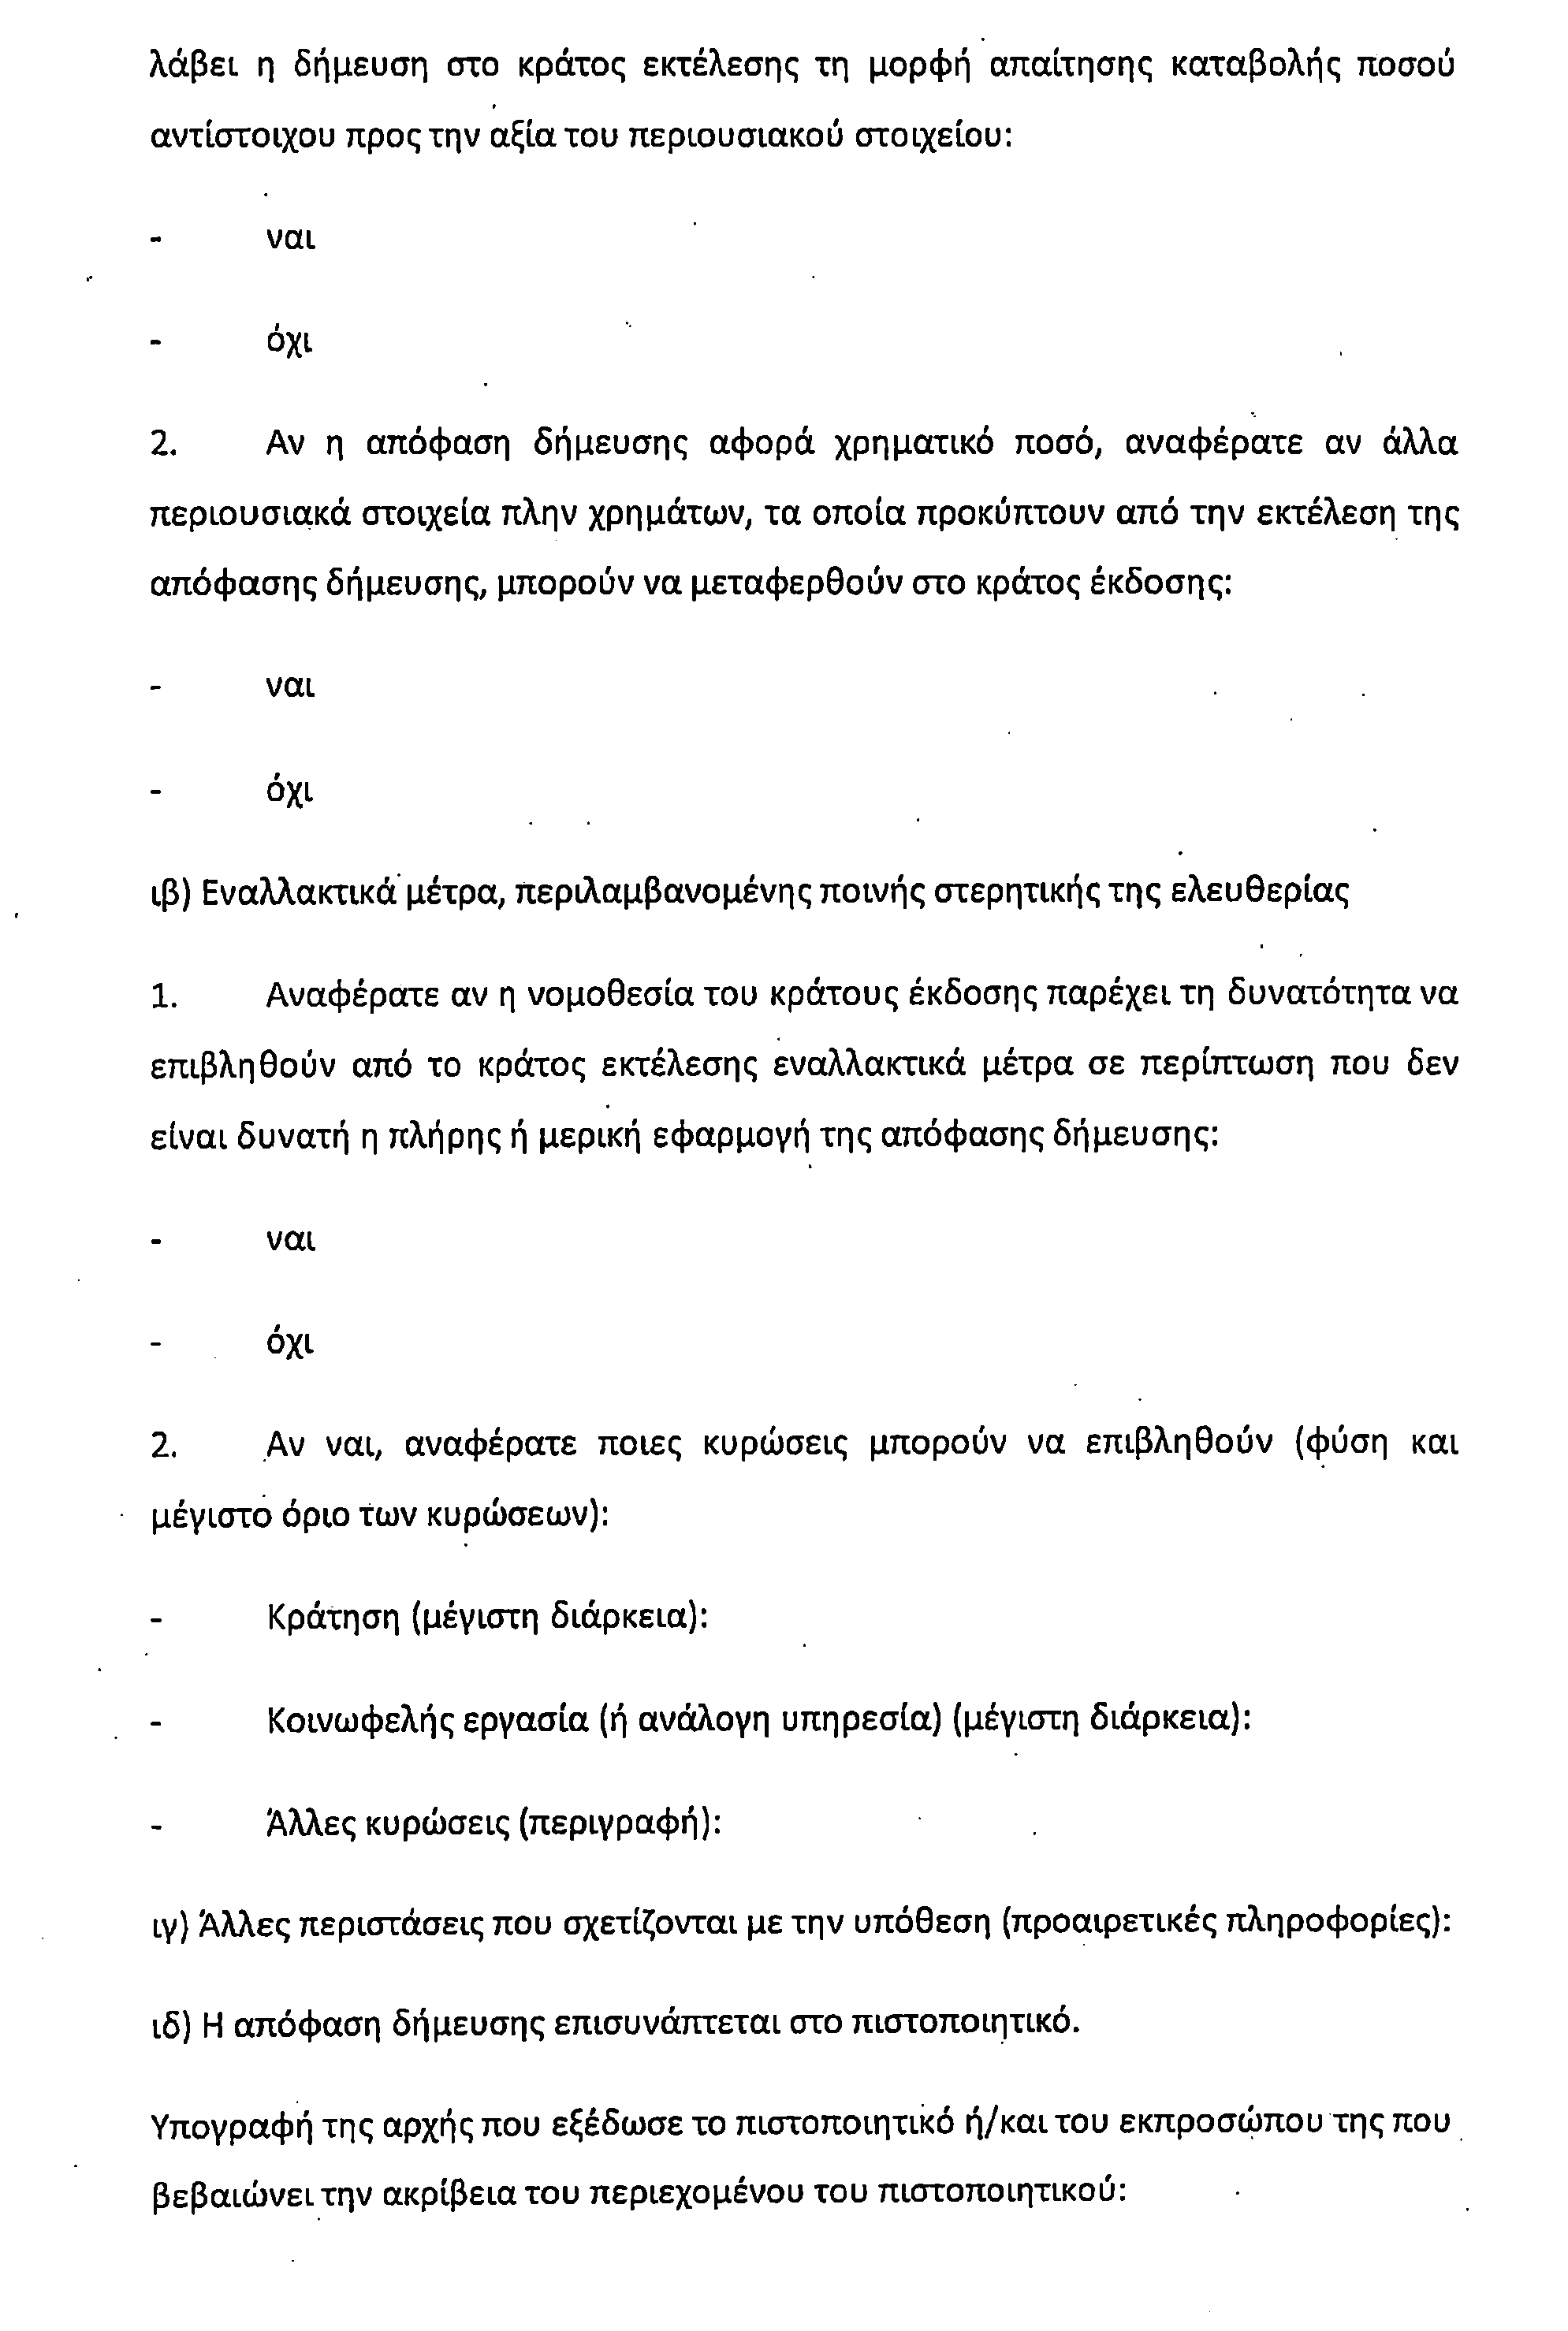 λάβει η δήμευση στο κράτος εκτέλεσης τη μορφή απαίτησης καταβολής ποσού
αντίστοιχου προς την αξία του περιουσιακού στοιχείου:
- ναι
- όχι
2. Αν η απόφαση δήμευσης αφορά χρηματικό ποσό, αναφέρατε αν άλλα
περιουσιακά στοιχεία πλην χρημάτων, τα οποία προκύπτουν από την εκτέλεση της
απόφασης δήμευσης, μπορούν να μεταφερθούν στο κράτος έκδοσης:
- ναι
- όχι
ιβ) Εναλλακτικά μέτρα, περιλαμβανομένης ποινής στερητικής της ελευθερίας
1. Αναφέρατε αν η νομοθεσία του κράτους έκδοσης παρέχει τη δυνατότητα να
επιβληθούν από το κράτος εκτέλεσης εναλλακτικά μέτρα σε περίπτωση που δεν
είναι δυνατή η πλήρης ή μερική εφαρμογή της απόφασης δήμευσης:
- ναι
- όχι
2. Αν ναι, αναφέρατε ποιες κυρώσεις μπορούν να επιβληθούν (φύση και
μέγιστο όριο των κυρώσεων):
- Κράτηση (μέγιστη διάρκεια):
- Κοινωφελής εργασία (ή ανάλογη υπηρεσία) (μέγιστη διάρκεια):
- Άλλες κυρώσεις (περιγραφή):
ιγ) Άλλες περιστάσεις που σχετίζονται με την υπόθεση (προαιρετικές πληροφορίες):
ιδ) Η απόφαση δήμευσης επισυνάπτεται στο πιστοποιητικό.
Υπογραφή της αρχής που εξέδωσε το πιστοποιητικό ή/και του εκπροσώπου της που
βεβαιώνει την ακρίβεια του περιεχομένου του πιστοποιητικού: